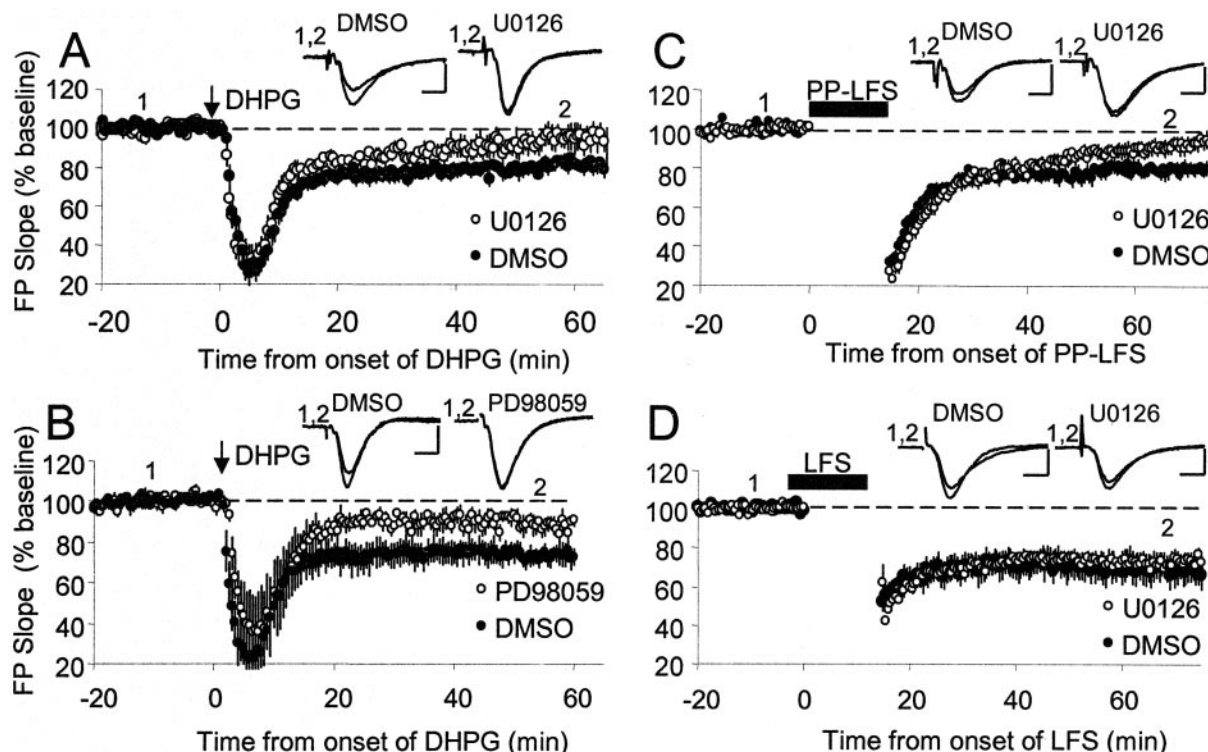 A
DMSO
U0126
1,2
1,2
120
1
DHPG
2
100
80
60
40
20
U0126
DMSO
FP Slope (% baseline)
-20
0
20
40
60
Time from onset of DHPG (min)
B
DMSO
PD98059
1,2
1,2
120
1
DHPG
2
100
80
60
40
20
PD98059
DMSO
FP Slope (% baseline)
-20
0
20
40
60
Time from onset of DHPG (min)
C
DMSO
U0126
1,2
1,2
120
1
PP-LFS
2
100
80
60
40
20
U0126
DMSO
-20
0
20
40
60
Time from onset of PP-LFS
D
DMSO
U0126
1,2
1,2
120
1
LFS
2
100
80
60
40
20
U0126
DMSO
-20
0
20
40
60
Time from onset of LFS (min)